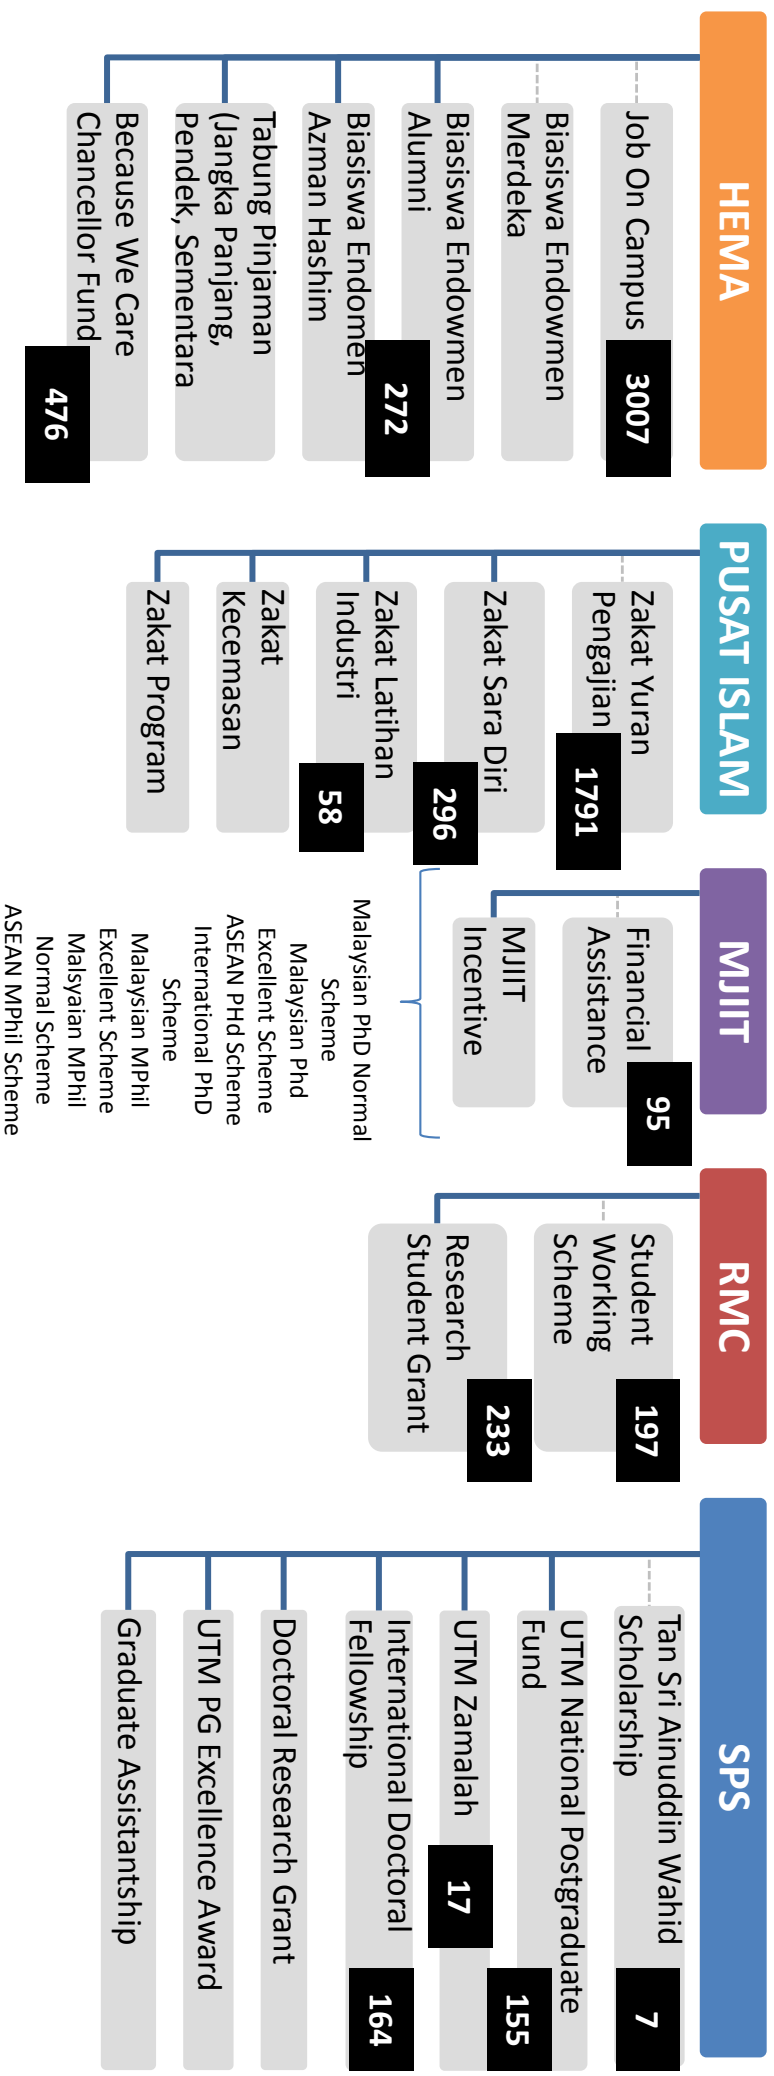 HEMA
Job On Campus
3007
Biasiswa Endowmen
Merdeka
Biasiswa Endowmen
Alumni
272
Biasiswa Endomen
Azman Hashim
Tabung Pinjaman
(Jangka Panjang,
Pendek, Sementara
Because We Care
Chancellor Fund
476
PUSAT ISLAM
Zakat Yuran
Pengajian
1791
Zakat Sara Diri
296
Zakat Latihan
Industri
58
Zakat
Kecemasan
Zakat Program
MJIIT
Financial
Assistance
95
MJIIT
Incentive
Malaysian PhD Normal
Scheme
Malaysian Phd
Excellent Scheme
ASEAN PHd Scheme
International PhD
Scheme
Malaysian MPhil
Excellent Scheme
Malsyaian MPhil
Normal Scheme
ASEAN MPhil Scheme
RMC
Student
Working
Scheme
197
Research
Student Grant
233
SPS
Tan Sri Ainuddin Wahid
Scholarship
7
UTM National Postgraduate
Fund
155
UTM Zamalah
17
International Doctoral
Fellowship
164
Doctoral Research Grant
UTM PG Excellence Award
Graduate Assistantship